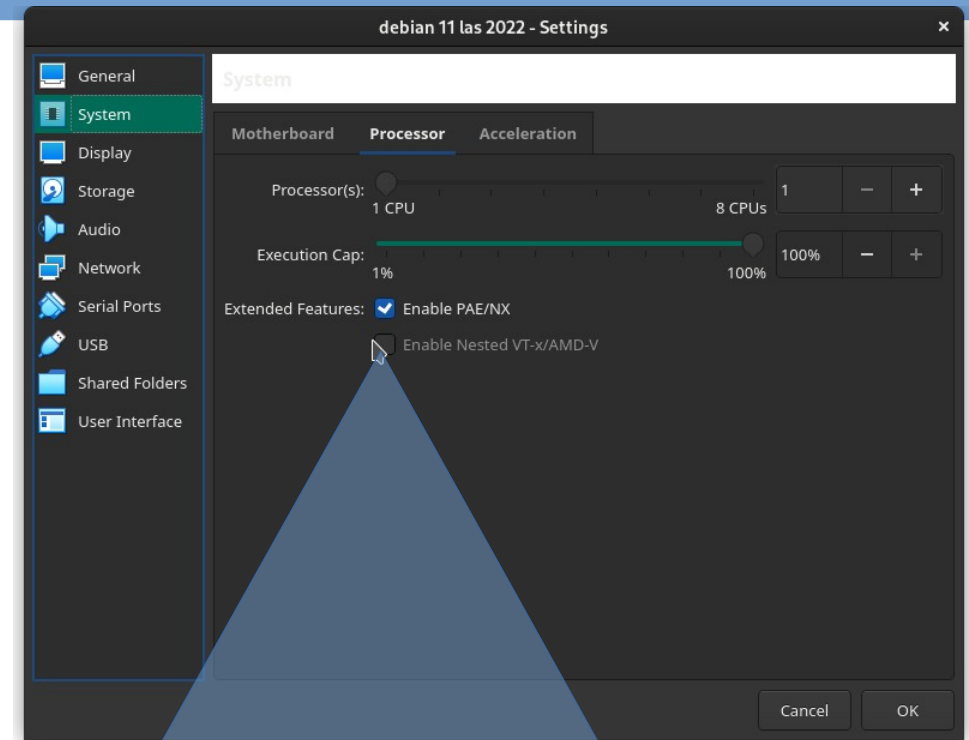 debian 11 las 2022 - Settings
×
General
System
Display
Storage
Audio
Network
Serial Ports
USB
Shared Folders
User Interface
System
Motherboard Processor Acceleration
Processor(s): 1 − +
1 CPU 8 CPUs
Execution Cap: 100% − +
1% 100%
Extended Features: Enable PAE/NX
Enable Nested VT-x/AMD-V
Cancel OK